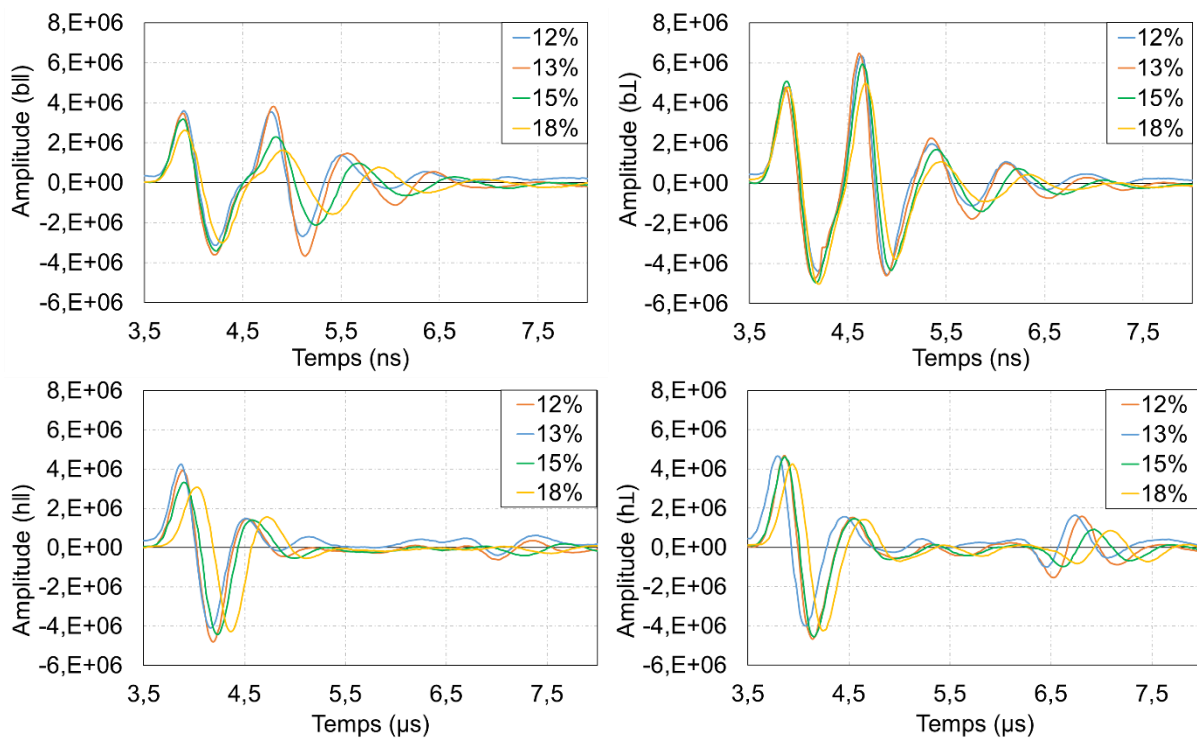 8,E+06
6,E+06
4,E+06
2,E+06
0,E+00
-2,E+06
-4,E+06
-6,E+06
Amplitude (b||)
12%
13%
15%
18%
3,5 4,5 5,5 6,5 7,5
Temps (ns)
8,E+06
6,E+06
4,E+06
2,E+06
0,E+00
-2,E+06
-4,E+06
-6,E+06
Amplitude (b⊥)
12%
13%
15%
18%
3,5 4,5 5,5 6,5 7,5
Temps (ns)
8,E+06
6,E+06
4,E+06
2,E+06
0,E+00
-2,E+06
-4,E+06
-6,E+06
Amplitude (h||)
12%
13%
15%
18%
3,5 4,5 5,5 6,5 7,5
Temps (µs)
8,E+06
6,E+06
4,E+06
2,E+06
0,E+00
-2,E+06
-4,E+06
-6,E+06
Amplitude (h⊥)
12%
13%
15%
18%
3,5 4,5 5,5 6,5 7,5
Temps (µs)